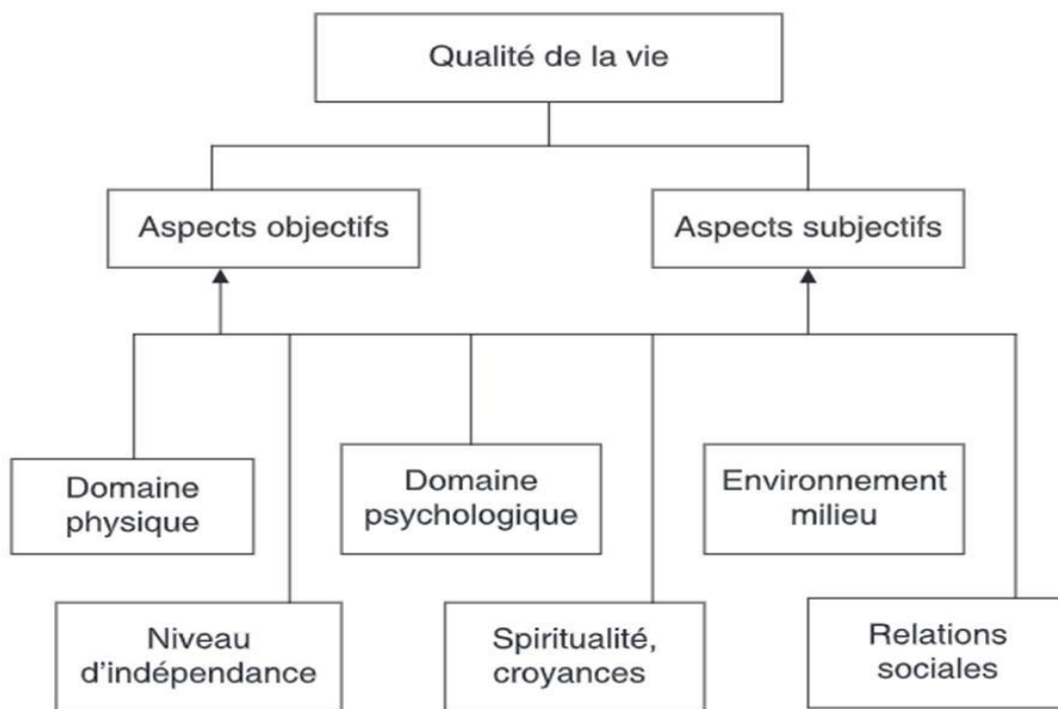 Qualité de la vie
Aspects objectifs
Aspects subjectifs
Domaine
physique
Domaine
psychologique
Environnement
milieu
Niveau
d'indépendance
Spiritualité,
croyances
Relations
sociales